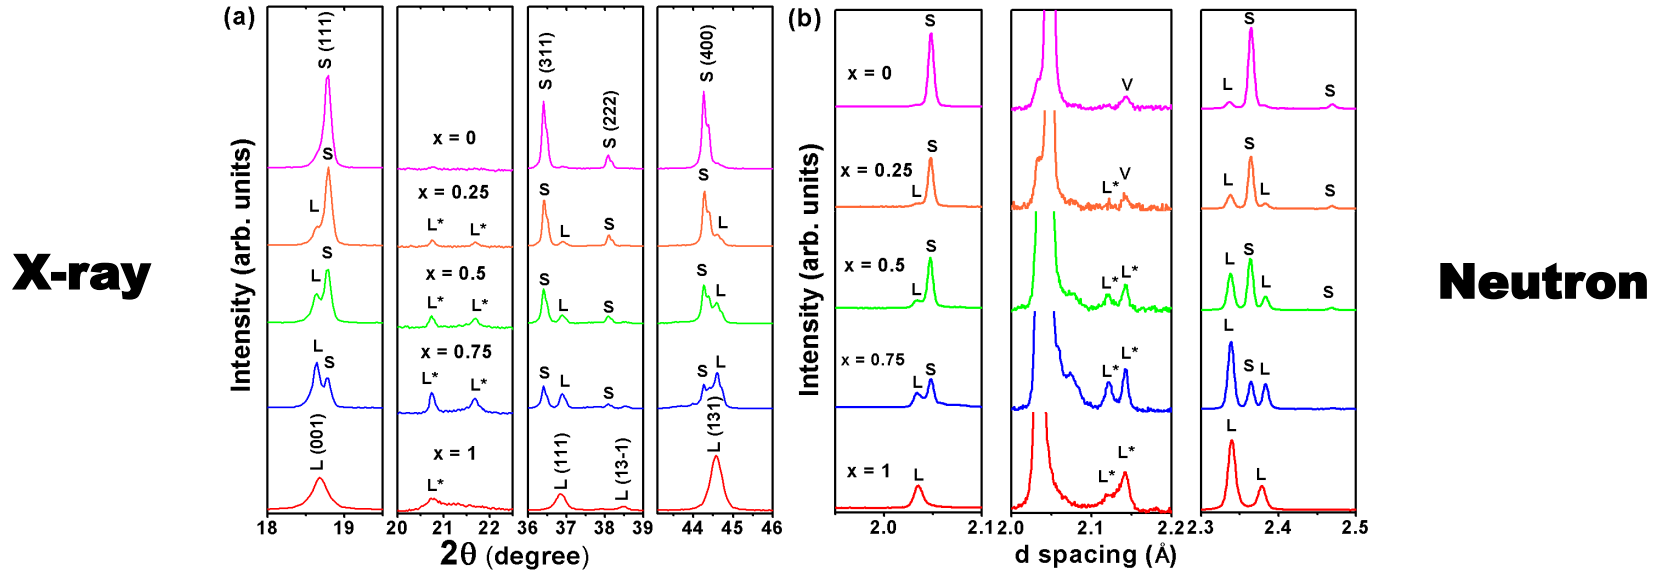 X-ray
(a)
Intensity (arb. units)
S (111)
S
L
L
S
L
S
L (001)
18 19
x = 0
x = 0.25
L* L*
x = 0.5
L* L*
x = 0.75
L* L*
x = 1
L*
20 21 22
S (311)
S (222)
S L S
S L S
S L S
L (111)
L (13-1)
36 37 38 39
S (400)
S
L
S
L
S L
L (131)
44 45 46
2θ (degree)
(b)
Intensity (arb. units)
S
x = 0
x = 0.25
L S
x = 0.5
L S
x = 0.75
L S
x = 1
L
2.0 2.1
V
L* V
L* L*
L* L*
L* L*
2.0 2.1 2.2
L S S
L S L S
L S L S
L S L
L L
2.3 2.4 2.5
d spacing (Å)
Neutron